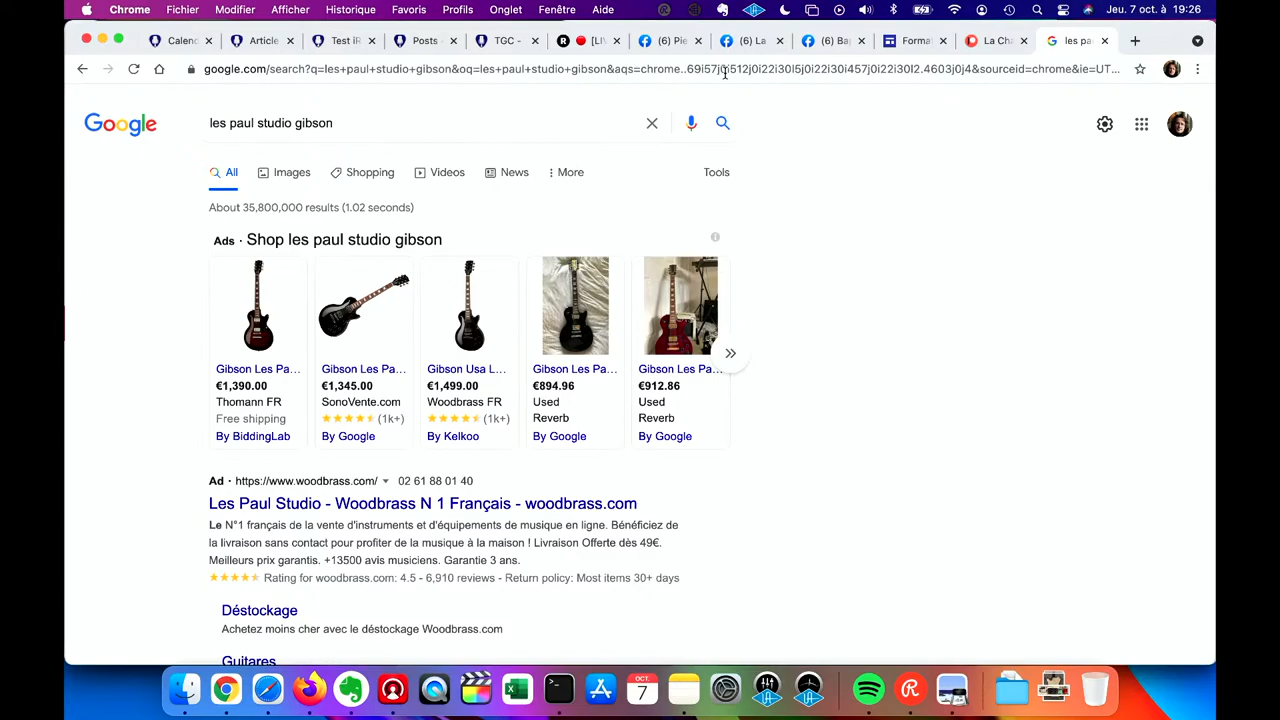 Chrome Fichier Modifier Afficher Historique Favoris Profils Onglet Fenêtre Aide Jeu. 7 oct. à 19:26
Calend Article Test iR Posts - TGC - [LIV (6) Pie (6) La (6) Ba Format La Cha les pa
google.com/search?q=les+paul+studio+gibson&oq=les+paul+studio+gibson&aqs=chrome..69i57j0i512j0i22i30l5j0i22i30i457j0i22i30l2.4603j0j4&sourceid=chrome&ie=UT...
Google les paul studio gibson
All Images Shopping Videos News More Tools
About 35,800,000 results (1.02 seconds)
Ads · Shop les paul studio gibson
Gibson Les Pa... Gibson Les Pa... Gibson Usa L... Gibson Les Pa... Gibson Les Pa...
€1,390.00 €1,345.00 €1,499.00 €894.96 €912.86
Thomann FR SonoVente.com Woodbrass FR Used Used
Free shipping (1k+) (1k+) Reverb Reverb
By BiddingLab By Google By Kelkoo By Google By Google
Ad · https://www.woodbrass.com/ 02 61 88 01 40
Les Paul Studio - Woodbrass N 1 Français - woodbrass.com
Le N°1 français de la vente d'instruments et d'équipements de musique en ligne. Bénéficiez de
la livraison sans contact pour profiter de la musique à la maison ! Livraison Offerte dès 49€.
Meilleurs prix garantis. +13500 avis musiciens. Garantie 3 ans.
Rating for woodbrass.com: 4.5 - 6,910 reviews - Return policy: Most items 30+ days
Déstockage
Achetez moins cher avec le déstockage Woodbrass.com
Guitares
OCT.
7